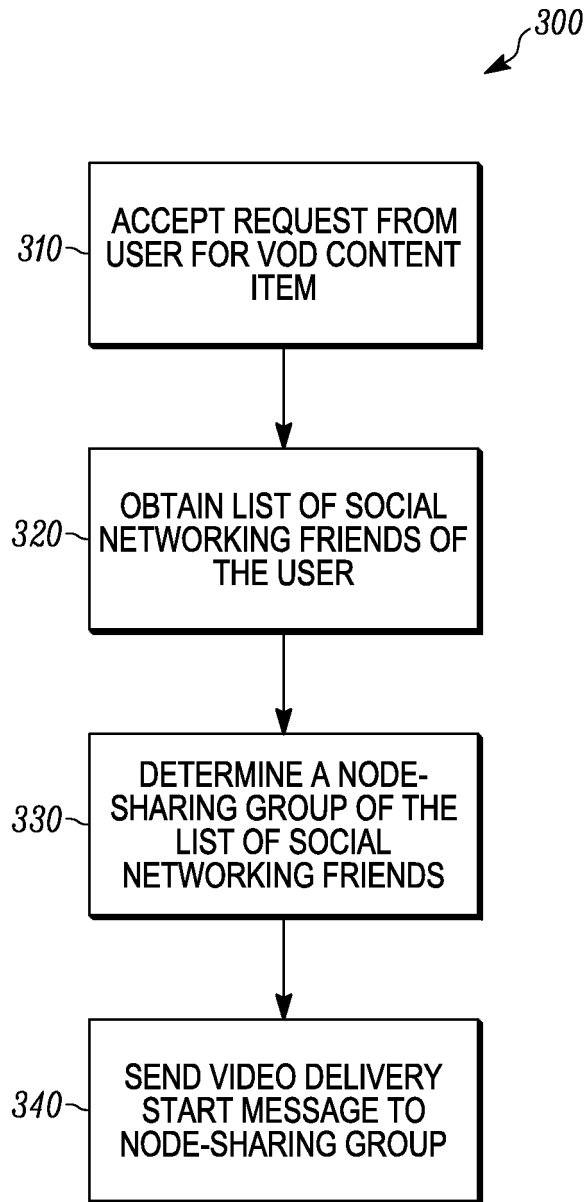 300
310
ACCEPT REQUEST FROM
USER FOR VOD CONTENT
ITEM
320
OBTAIN LIST OF SOCIAL
NETWORKING FRIENDS OF
THE USER
330
DETERMINE A NODE-
SHARING GROUP OF THE
LIST OF SOCIAL
NETWORKING FRIENDS
340
SEND VIDEO DELIVERY
START MESSAGE TO
NODE-SHARING GROUP